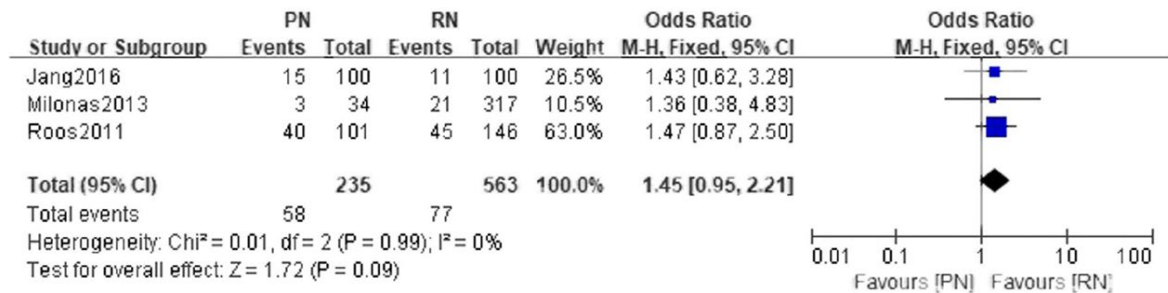 PN RN Odds Ratio Odds Ratio
Study or Subgroup Events Total Events Total Weight M-H, Fixed, 95% CI M-H, Fixed, 95% CI
Jang2016 15 100 11 100 26.5% 1.43 [0.62, 3.28]
Milonas2013 3 34 21 317 10.5% 1.36 [0.38, 4.83]
Roos2011 40 101 45 146 63.0% 1.47 [0.87, 2.50]
Total (95% CI) 235 563 100.0% 1.45 [0.95, 2.21]
Total events 58 77
Heterogeneity: Chi² = 0.01, df = 2 (P = 0.99); I² = 0%
Test for overall effect: Z = 1.72 (P = 0.09)
0.01 0.1 1 10 100
Favours [PN] Favours [RN]